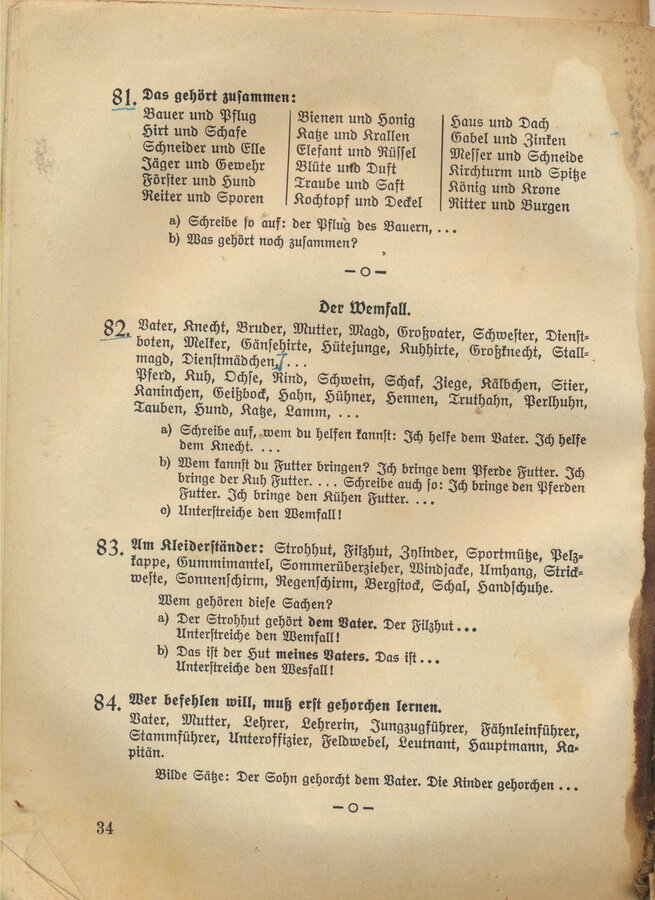 81. Das gehört zusammen:
Bauer und Pflug
Hirt und Schafe
Schneider und Elle
Jäger und Gewehr
Förster und Hund
Reiter und Sporen
Bienen und Honig
Katze und Krallen
Elefant und Rüssel
Blüte und Duft
Traube und Saft
Kochtopf und Deckel
Haus und Dach
Gabel und Zinken
Messer und Schneide
Kirchturm und Spitze
König und Krone
Ritter und Burgen
a) Schreibe so auf: der Pflug des Bauern, ...
b) Was gehört noch zusammen?
Der Wemfall.
82. Vater, Knecht, Bruder, Mutter, Magd, Großvater, Schwester, Dienst-
boten, Melker, Gänsehirte, Hütejunge, Kuhhirte, Großknecht, Stall-
magd, Dienstmädchen, ...
Pferd, Kuh, Ochse, Rind, Schwein, Schaf, Ziege, Kälbchen, Stier,
Kaninchen, Geißbock, Hahn, Hühner, Hennen, Truthahn, Perlhuhn,
Tauben, Hund, Katze, Lamm, ...
a) Schreibe auf, wem du helfen kannst: Ich helfe dem Vater. Ich helfe
dem Knecht. ...
b) Wem kannst du Futter bringen? Ich bringe dem Pferde Futter. Ich
bringe der Kuh Futter. ... Schreibe auch so: Ich bringe den Pferden
Futter. Ich bringe den Kühen Futter. ...
c) Unterstreiche den Wemfall!
83. Am Kleiderständer: Strohhut, Filzhut, Zylinder, Sportmütze, Pelz-
kappe, Gummimantel, Sommerüberzieher, Windjacke, Umhang, Strick-
weste, Sonnenschirm, Regenschirm, Bergstock, Schal, Handschuhe.
Wem gehören diese Sachen?
a) Der Strohhut gehört dem Vater. Der Filzhut ...
Unterstreiche den Wemfall!
b) Das ist der Hut meines Vaters. Das ist ...
Unterstreiche den Wesfall!
84. Wer befehlen will, muß erst gehorchen lernen.
Vater, Mutter, Lehrer, Lehrerin, Jungzugführer, Fähnleinführer,
Stammführer, Unteroffizier, Feldwebel, Leutnant, Hauptmann, Ka-
pitän.
Bilde Sätze: Der Sohn gehorcht dem Vater. Die Kinder gehorchen ...
34